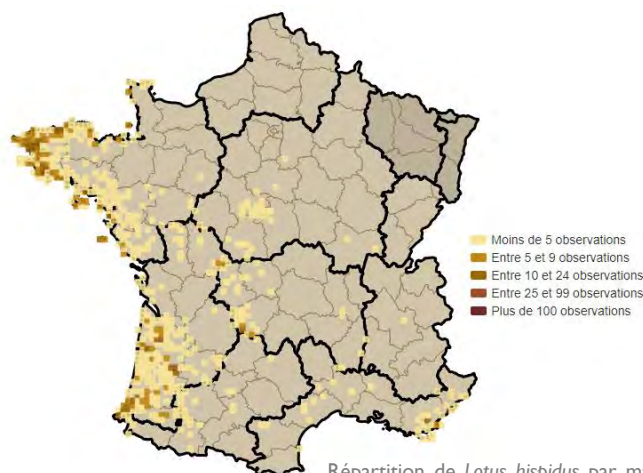 Moins de 5 observations
Entre 5 et 9 observations
Entre 10 et 24 observations
Entre 25 et 99 observations
Plus de 100 observations
Répartition de Lotus hispidus par m